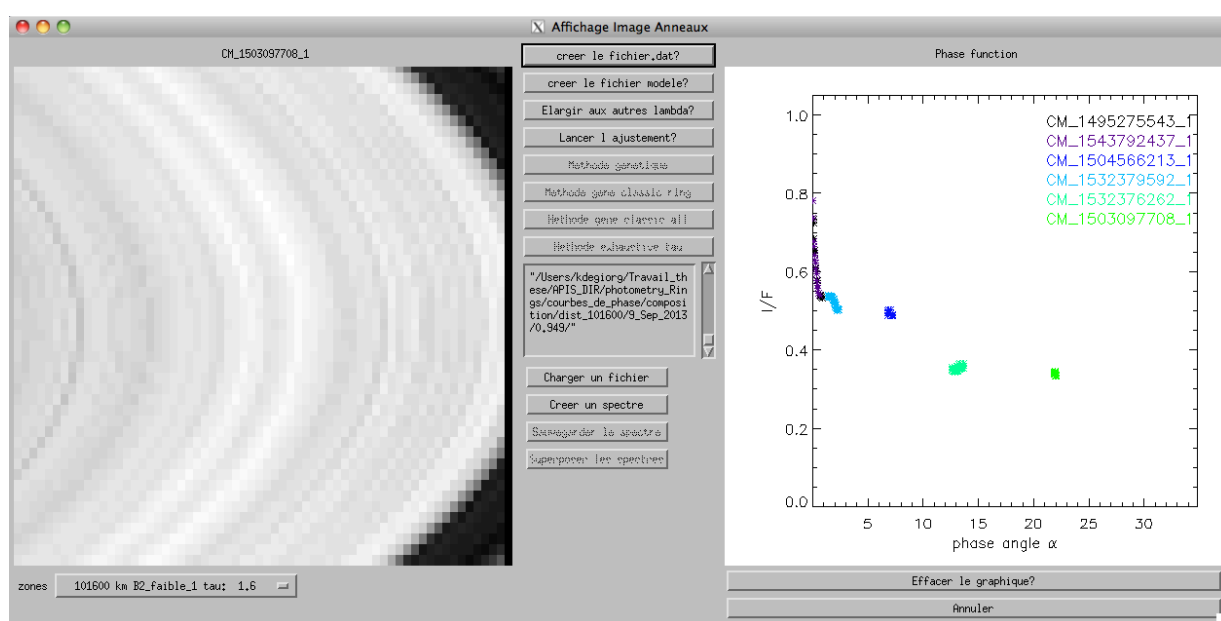 Affichage Image Anneaux
CM_1503097708_1
creer le fichier.dat?
creer le fichier modele?
Elargir aux autres lambda?
Lancer l ajustement?
Methode genetique
Methode gene classic ring
Methode gene classic all
Methode exhaustive tau
"/Users/kdegiorg/Travail_th
ese/APIS_DIR/photometry_Rin
gs/courbes_de_phase/composi
tion/dist_101600/9_Sep_2013
/0.949/"
Charger un fichier
Creer un spectre
Sauvegarder le spectre
Superposer les spectres
zones 101600 km B2_faible_1 tau: 1.6
Phase function
CM_1495275543_1
CM_1543792437_1
CM_1504566213_1
CM_1532379592_1
CM_1532376262_1
CM_1503097708_1
1.0
0.8
0.6
0.4
0.2
0.0
I/F
5 10 15 20 25 30
phase angle α
Effacer le graphique?
Annuler